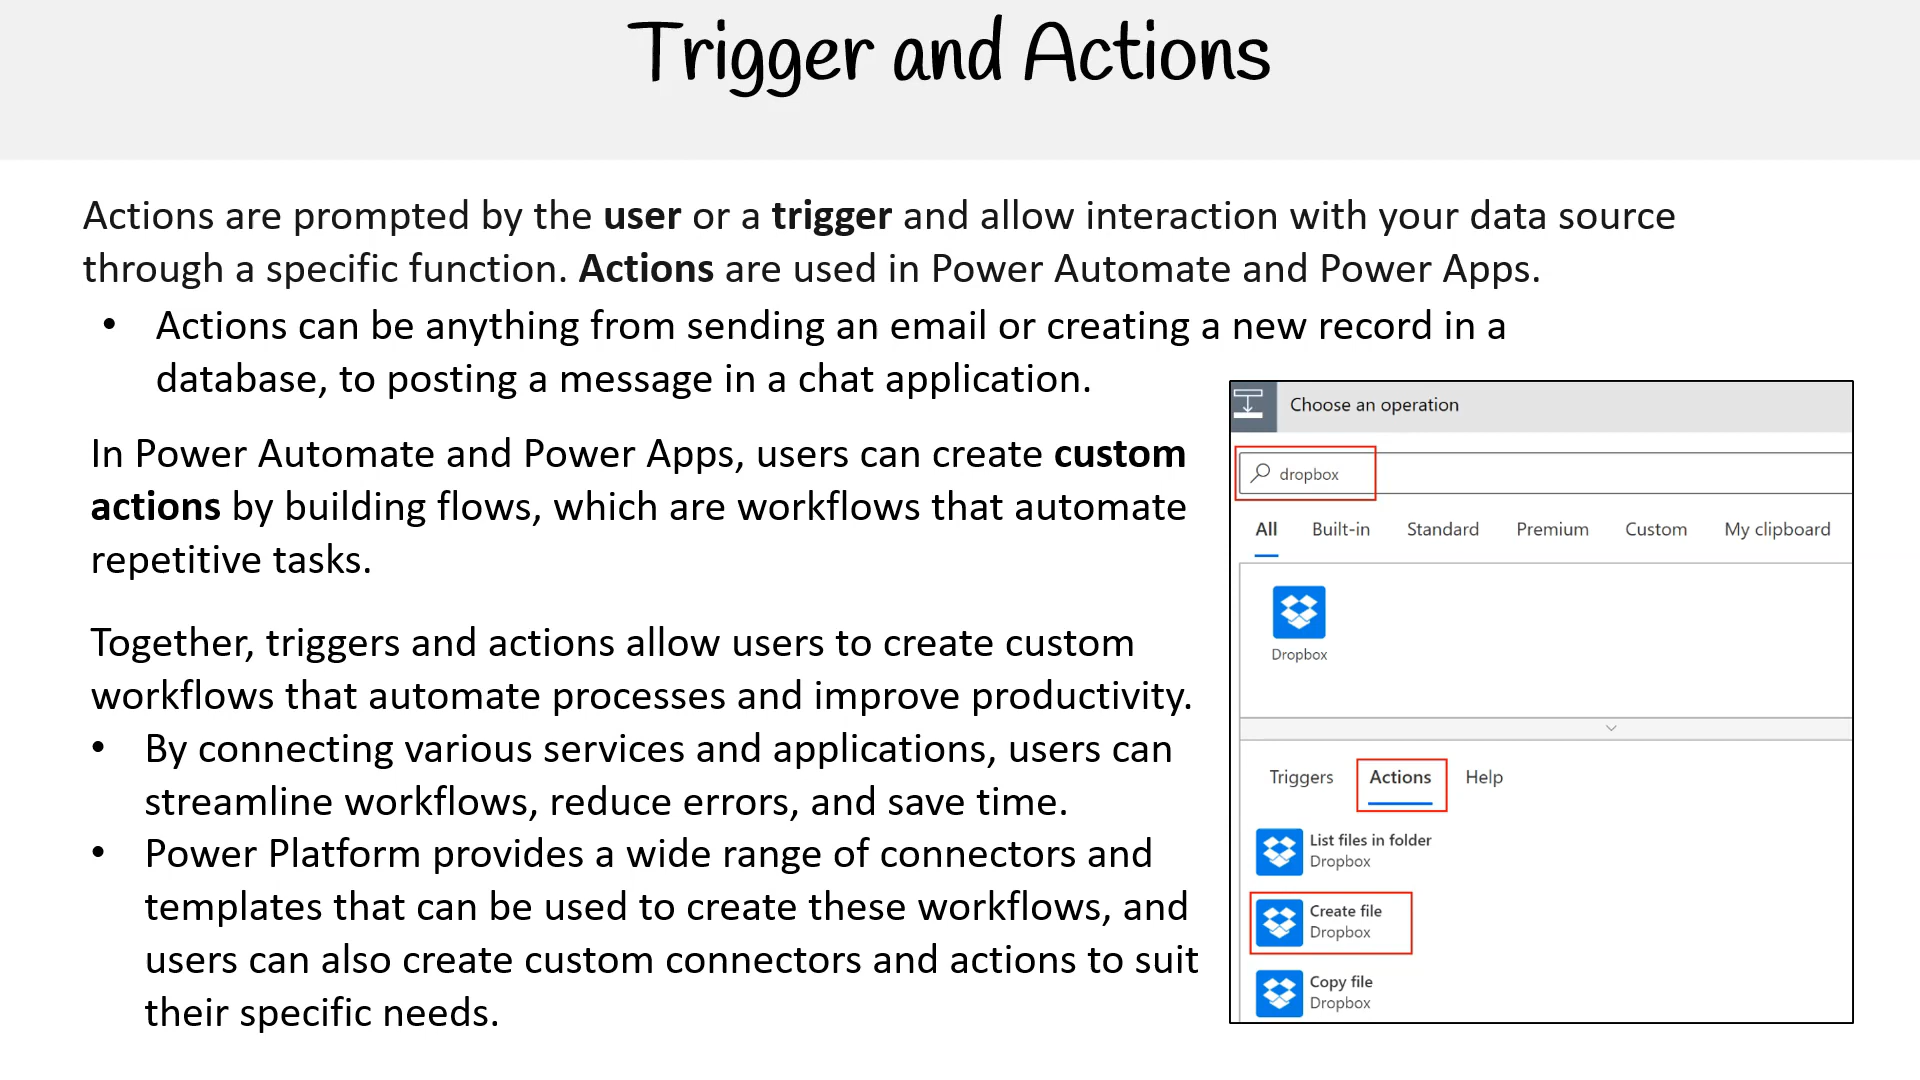 Trigger and Actions
Actions are prompted by the user or a trigger and allow interaction with your data source
through a specific function. Actions are used in Power Automate and Power Apps.
• Actions can be anything from sending an email or creating a new record in a
database, to posting a message in a chat application.
In Power Automate and Power Apps, users can create custom
actions by building flows, which are workflows that automate
repetitive tasks.
Together, triggers and actions allow users to create custom
workflows that automate processes and improve productivity.
• By connecting various services and applications, users can
streamline workflows, reduce errors, and save time.
• Power Platform provides a wide range of connectors and
templates that can be used to create these workflows, and
users can also create custom connectors and actions to suit
their specific needs.
Choose an operation
dropbox
All Built-in Standard Premium Custom My clipboard
Dropbox
Triggers Actions Help
List files in folder
Dropbox
Create file
Dropbox
Copy file
Dropbox